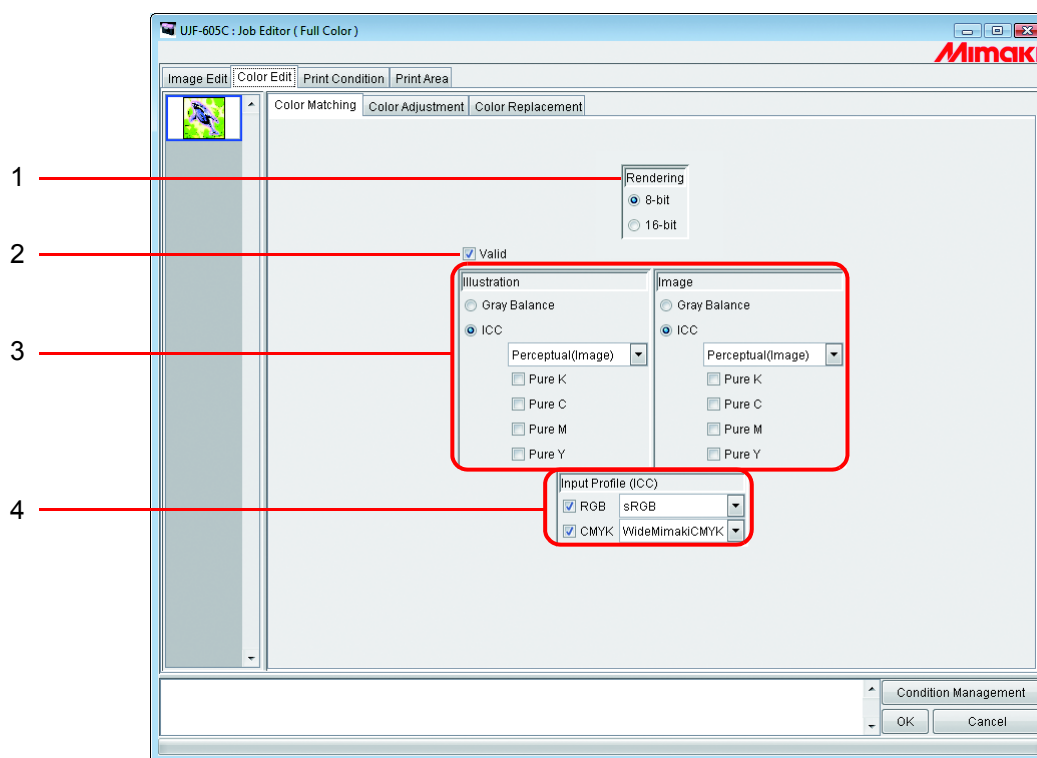 UJF-605C : Job Editor ( Full Color )
Mimaki
Image Edit Color Edit Print Condition Print Area
Color Matching Color Adjustment Color Replacement
1
Rendering
8-bit
16-bit
2
Valid
Illustration Image
Gray Balance Gray Balance
ICC ICC
3
Perceptual(Image) Perceptual(Image)
Pure K Pure K
Pure C Pure C
Pure M Pure M
Pure Y Pure Y
Input Profile (ICC)
4
RGB sRGB
CMYK WideMimakiCMYK
Condition Management
OK Cancel